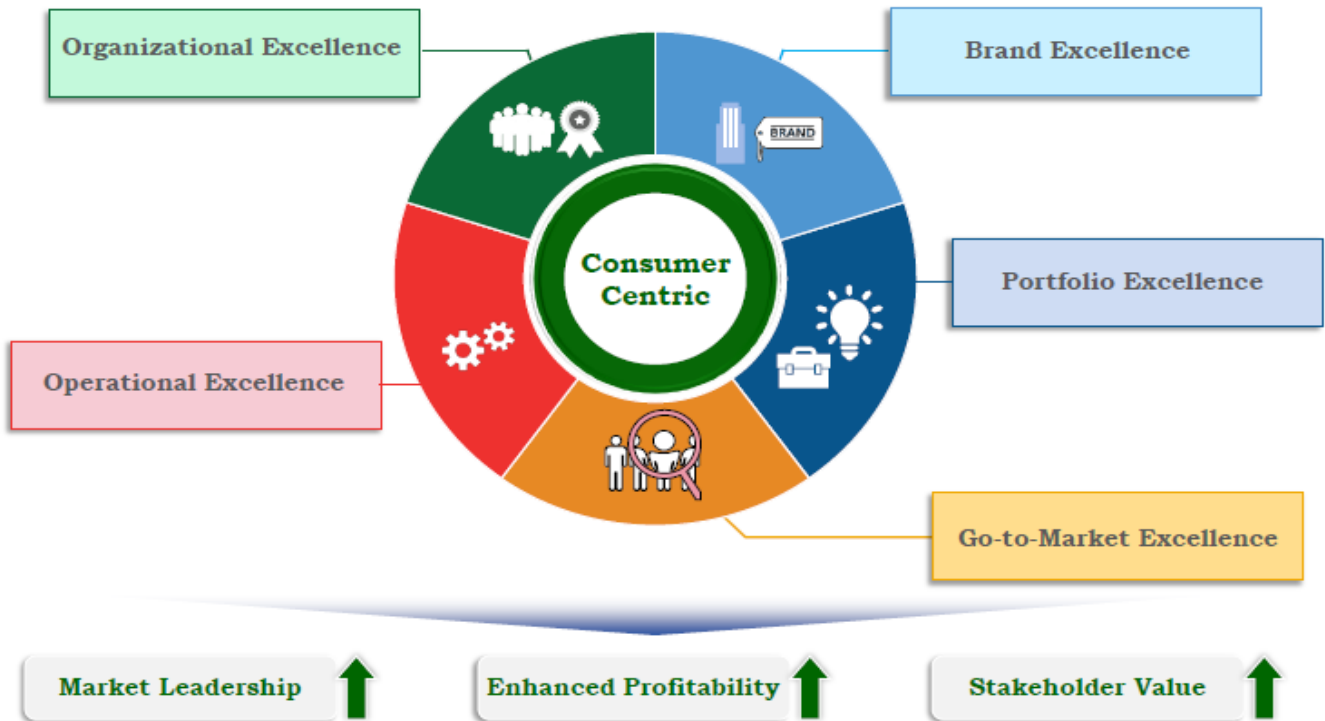 Organizational Excellence
Brand Excellence
BRAND
Consumer
Centric
Portfolio Excellence
Operational Excellence
Go-to-Market Excellence
Market Leadership
Enhanced Profitability
Stakeholder Value